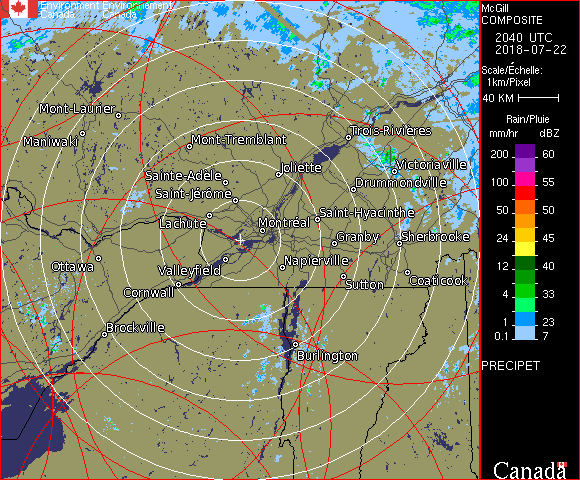 Environment Environnement
Canada Canada
McGill
COMPOSITE
2040 UTC
2018-07-22
Scale/Échelle:
1km/Pixel
40 KM
Rain/Pluie
mm/hr dBZ
200 60
100 55
50 50
24 45
12 40
8 33
4 30
1 23
0.1 7
PRECIPET
Canada
Mont-Laurier
Maniwaki
Mont-Tremblant
Trois-Rivières
Joliette
Victoriaville
Sainte-Adèle
Drummondville
Saint-Jérôme
Lachute
Saint-Hyacinthe
Montréal
Granby
Sherbrooke
Ottawa
Valleyfield
Napierville
Cornwall
Sutton
Coaticook
Brockville
Burlington